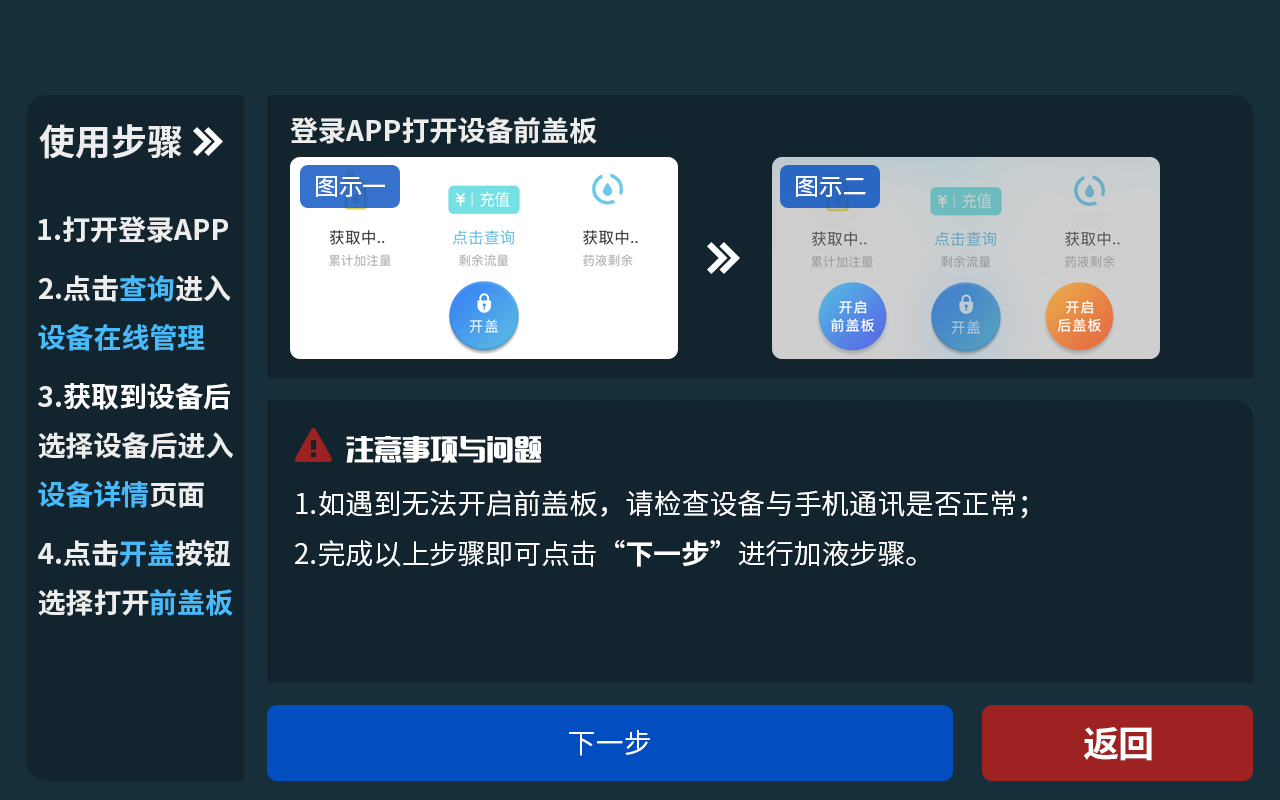 使用步骤
1.打开登录APP
2.点击查询进入
设备在线管理
3.获取到设备后
选择设备后进入
设备详情页面
4.点击开盖按钮
选择打开前盖板
登录APP打开设备前盖板
图示一
¥ | 充值
获取中..
点击查询
获取中..
累计加注量
剩余流量
药液剩余
开盖
图示二
¥ | 充值
获取中..
点击查询
获取中..
累计加注量
剩余流量
药液剩余
开启
前盖板
开盖
开启
后盖板
注意事项与问题
1.如遇到无法开启前盖板，请检查设备与手机通讯是否正常；
2.完成以上步骤即可点击“下一步”进行加液步骤。
下一步
返回